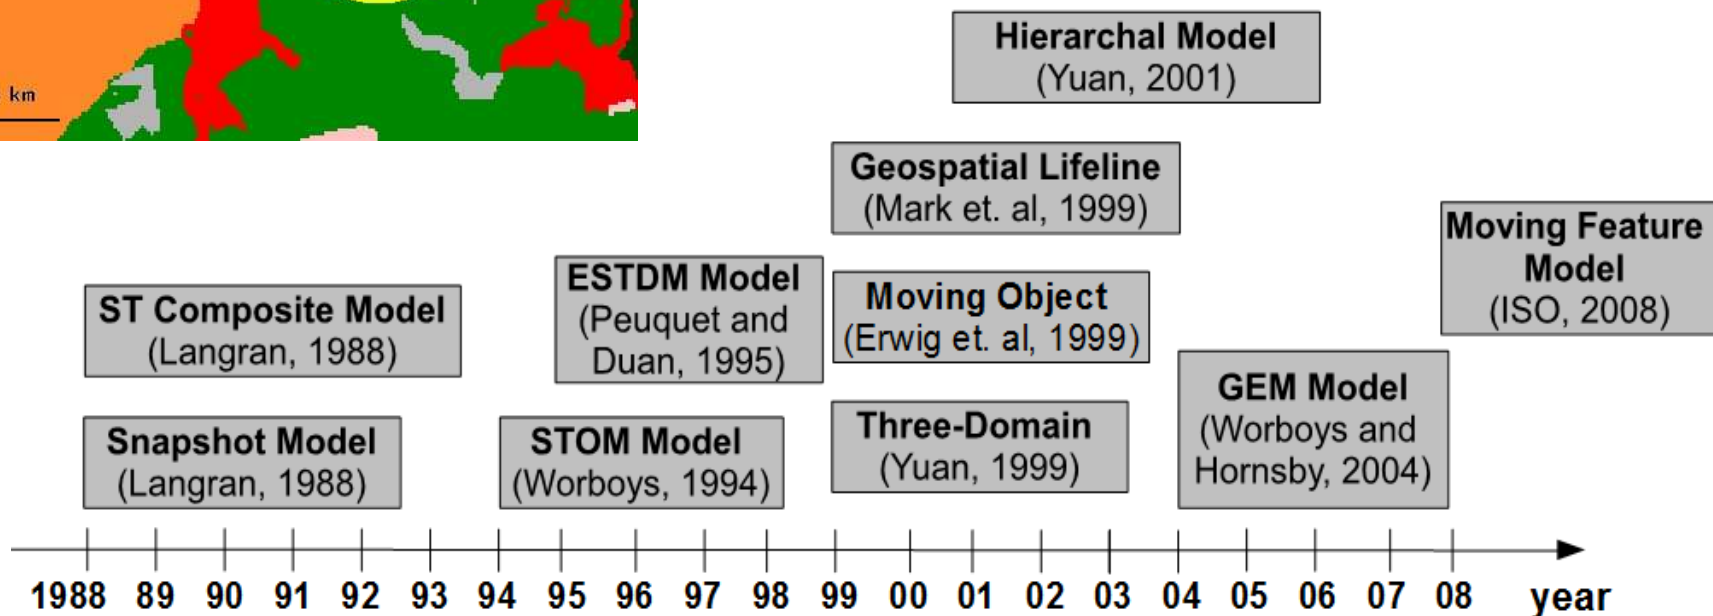 km
Hierarchal Model
(Yuan, 2001)
Geospatial Lifeline
(Mark et. al, 1999)
Moving Feature
Model
(ISO, 2008)
ESTDM Model
(Peuquet and
Duan, 1995)
Moving Object
(Erwig et. al, 1999)
ST Composite Model
(Langran, 1988)
GEM Model
(Worboys and
Hornsby, 2004)
Three-Domain
(Yuan, 1999)
Snapshot Model
(Langran, 1988)
STOM Model
(Worboys, 1994)
1988 89 90 91 92 93 94 95 96 97 98 99 00 01 02 03 04 05 06 07 08 year